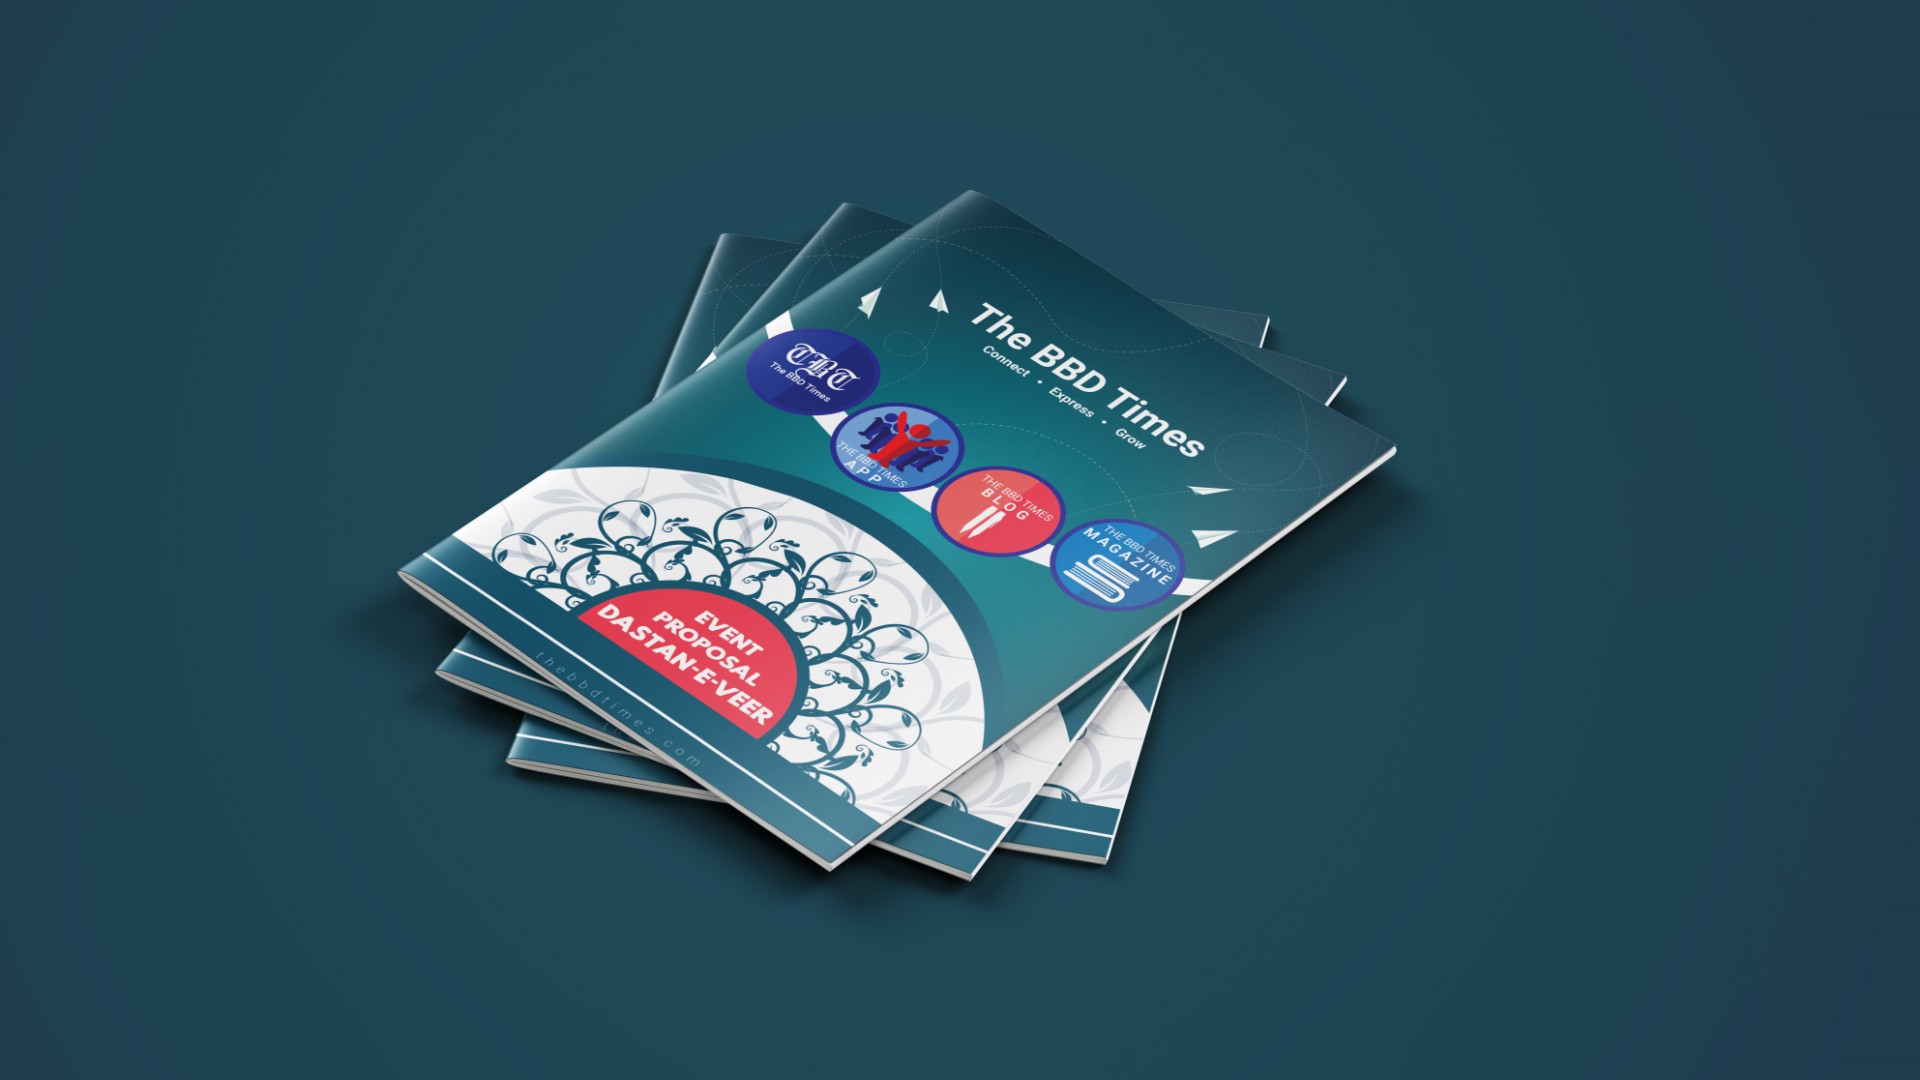 The BBD Times
Connect • Express • Grow
TBT
The BBD Times
THE BBD TIMES
APP
THE BBD TIMES
BLOG
THE BBD TIMES
MAGAZINE
EVENT
PROPOSAL
DASTAN-E-VEER
thebbdtimes.com